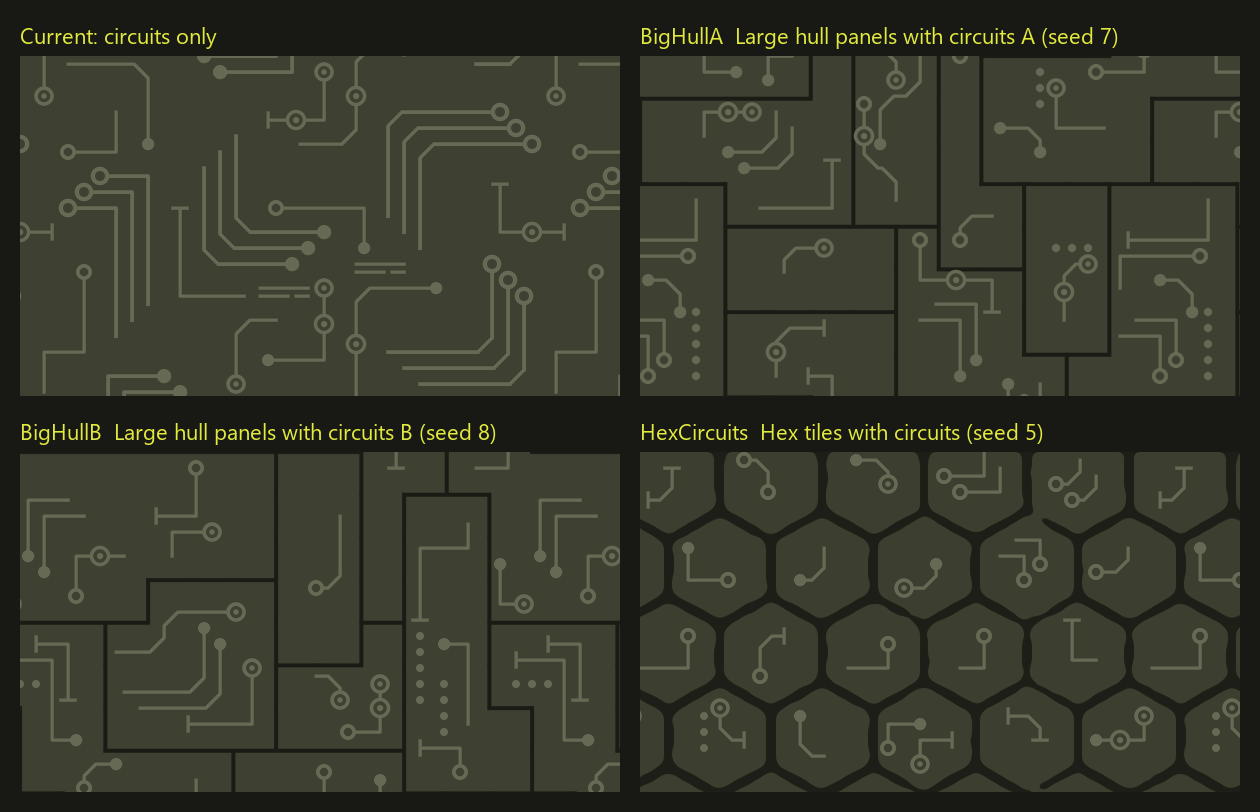 Current: circuits only
BigHullA  Large hull panels with circuits A (seed 7)
BigHullB  Large hull panels with circuits B (seed 8)
HexCircuits  Hex tiles with circuits (seed 5)